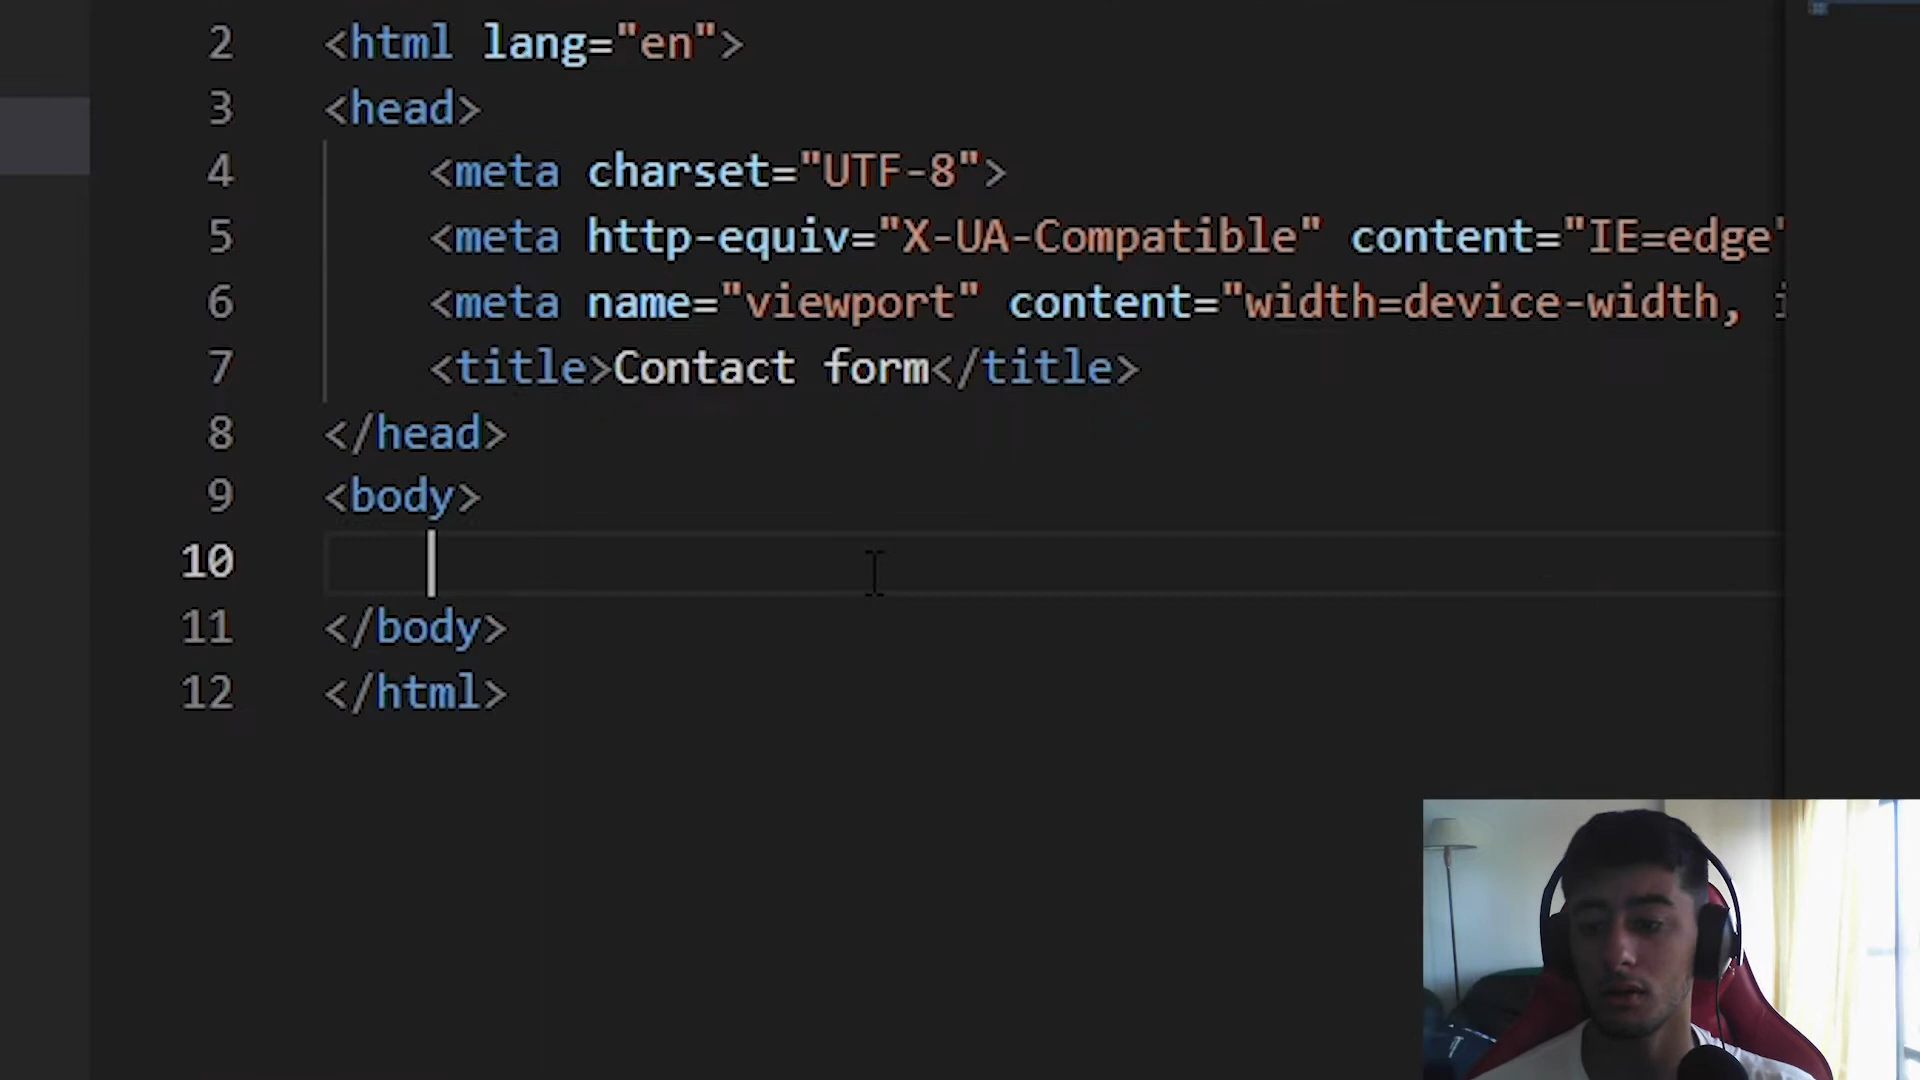 2 <html lang="en">
3 <head>
4 <meta charset="UTF-8">
5 <meta http-equiv="X-UA-Compatible" content="IE=edge"
6 <meta name="viewport" content="width=device-width, i
7 <title>Contact form</title>
8 </head>
9 <body>
10
11 </body>
12 </html>